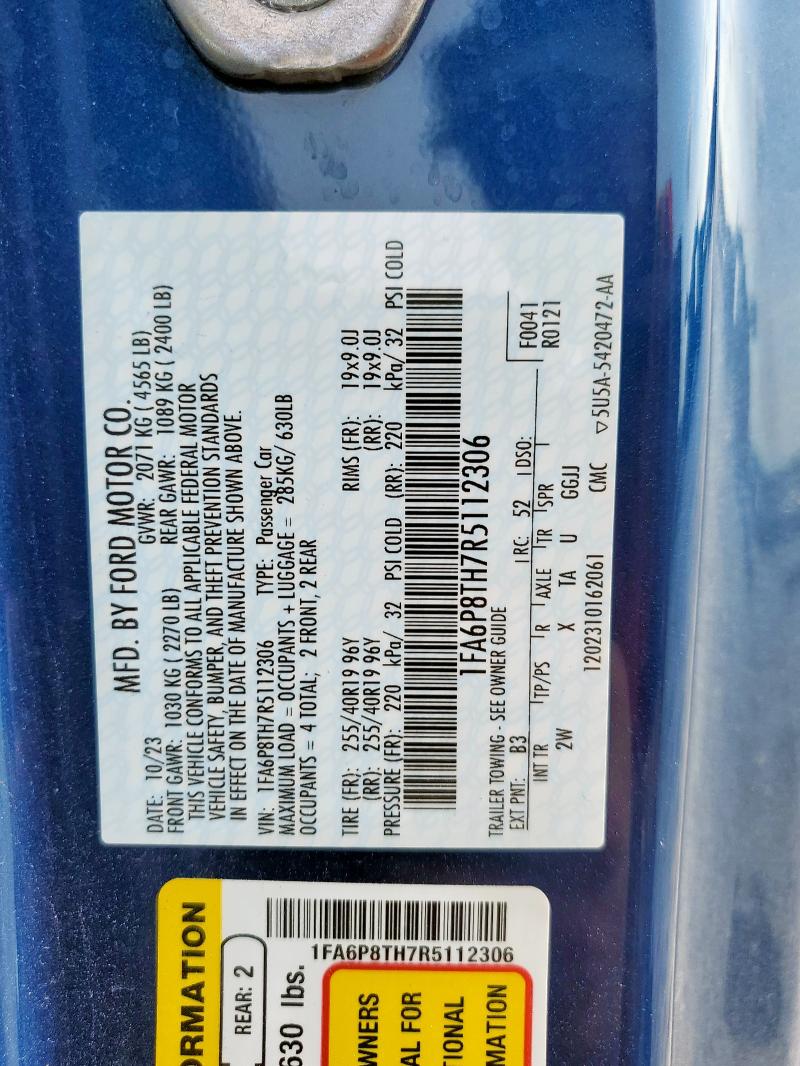 MFD. BY FORD MOTOR CO.
DATE: 10/23 GVWR: 2071 KG ( 4565 LB)
FRONT GAWR: 1030 KG ( 2270 LB) REAR GAWR: 1089 KG ( 2400 LB)
THIS VEHICLE CONFORMS TO ALL APPLICABLE FEDERAL MOTOR
VEHICLE SAFETY, BUMPER, AND THEFT PREVENTION STANDARDS
IN EFFECT ON THE DATE OF MANUFACTURE SHOWN ABOVE.
VIN: 1FA6P8TH7R5112306 TYPE: Passenger Car
MAXIMUM LOAD = OCCUPANTS + LUGGAGE = 285KG/ 630LB
OCCUPANTS = 4 TOTAL; 2 FRONT, 2 REAR
TIRE (FR): 255/40R19 96Y RIMS (FR): 19x9.0J
(RR): 255/40R19 96Y (RR): 19x9.0J
PRESSURE (FR): 220 kPa/ 32 PSI COLD (RR): 220 kPa/ 32 PSI COLD
1FA6P8TH7R5112306
TRAILER TOWING - SEE OWNER GUIDE
EXT PNT: B3 RC: 52 DSO: F0041
INT TR TP/PS R AXLE TR SPR R0121
2W X TA U GGJJ
1202310162061 CMC ▽5U5A-5420472-AA
ORMATION
REAR: 2
1FA6P8TH7R5112306
630 lbs.
WNERS
AL FOR
TIONAL
MATION